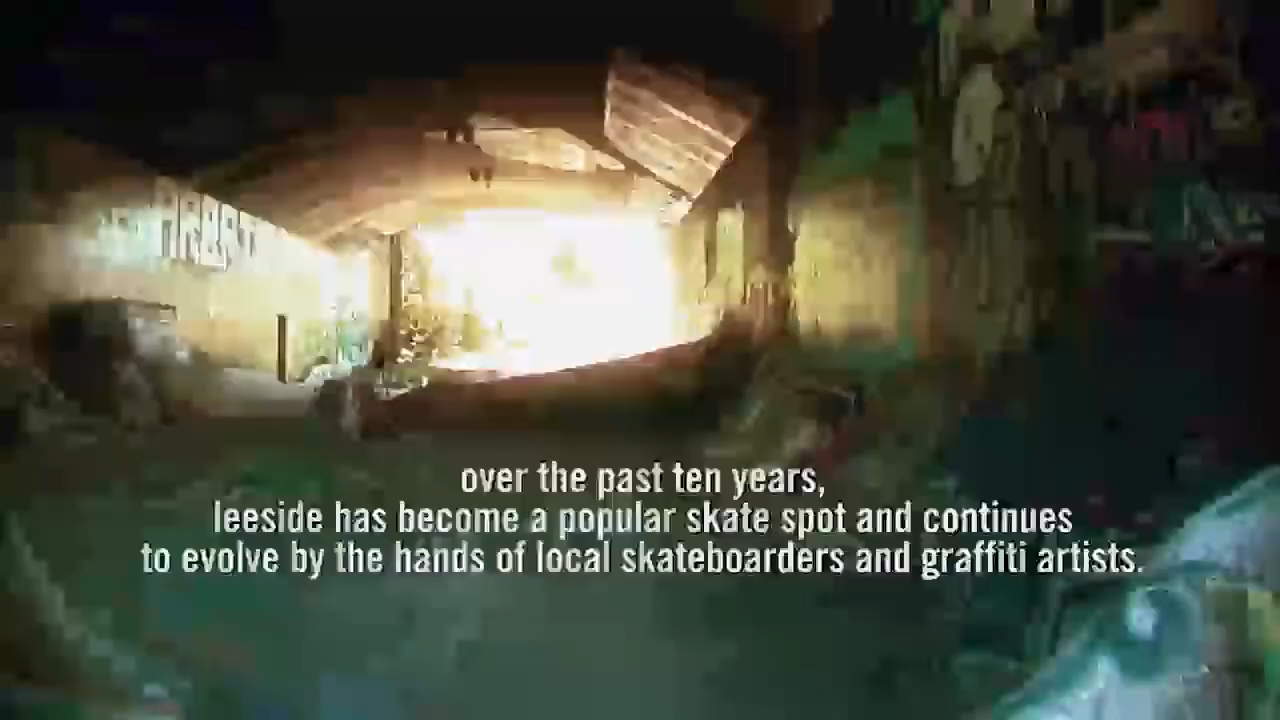 over the past ten years,
leeside has become a popular skate spot and continues
to evolve by the hands of local skateboarders and graffiti artists.